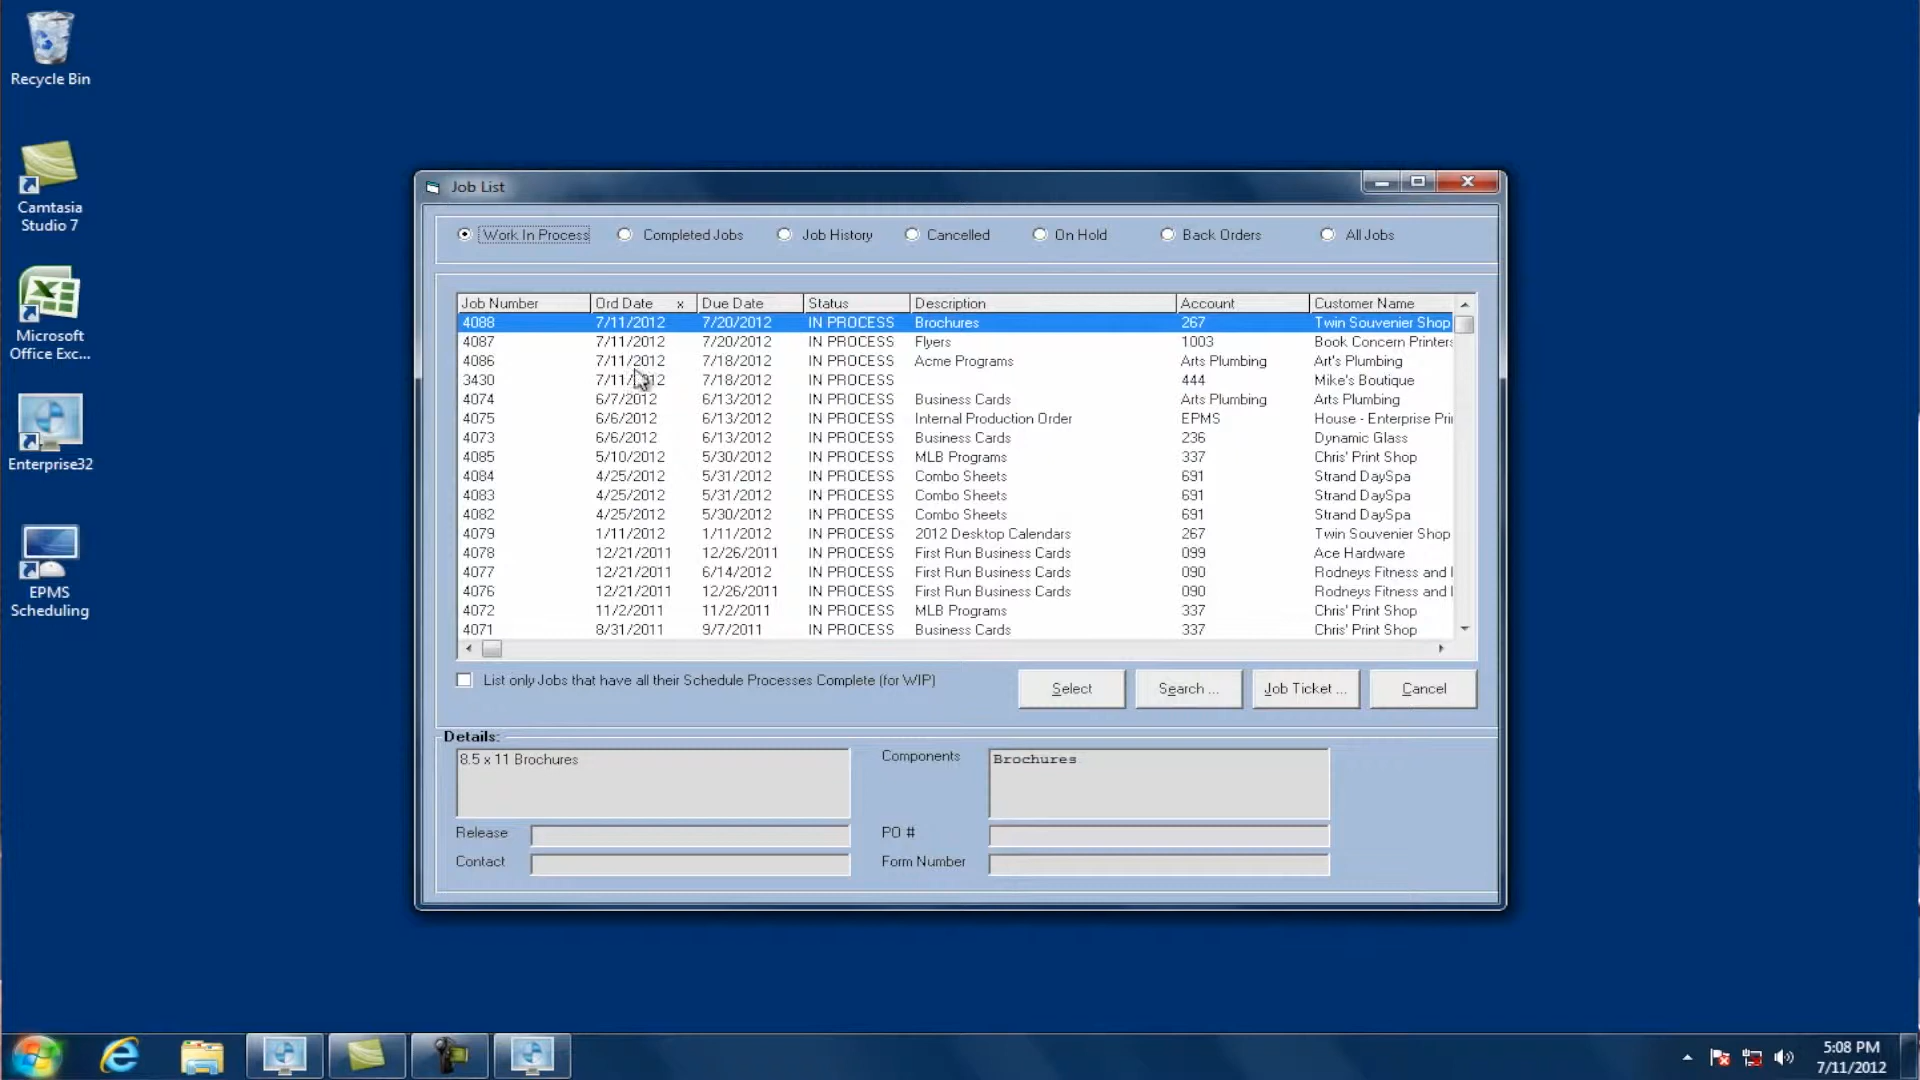 Recycle Bin
Camtasia
Studio 7
Microsoft
Office Exc...
Enterprise32
EPMS
Scheduling
Job List
Work In Process Completed Jobs Job History Cancelled On Hold Back Orders All Jobs
Job Number Ord Date x Due Date Status Description Account Customer Name
4088 7/11/2012 7/20/2012 IN PROCESS Brochures 267 Twin Souvenier Shop
4087 7/11/2012 7/20/2012 IN PROCESS Flyers 1003 Book Concern Printers
4086 7/11/2012 7/18/2012 IN PROCESS Acme Programs Arts Plumbing Art's Plumbing
3430 7/11/2012 7/18/2012 IN PROCESS 444 Mike's Boutique
4074 6/7/2012 6/13/2012 IN PROCESS Business Cards Arts Plumbing Arts Plumbing
4075 6/6/2012 6/13/2012 IN PROCESS Internal Production Order EPMS House - Enterprise Pri
4073 6/6/2012 6/13/2012 IN PROCESS Business Cards 236 Dynamic Glass
4085 5/10/2012 5/30/2012 IN PROCESS MLB Programs 337 Chris' Print Shop
4084 4/25/2012 5/31/2012 IN PROCESS Combo Sheets 691 Strand DaySpa
4083 4/25/2012 5/31/2012 IN PROCESS Combo Sheets 691 Strand DaySpa
4082 4/25/2012 5/30/2012 IN PROCESS Combo Sheets 691 Strand DaySpa
4079 1/11/2012 1/11/2012 IN PROCESS 2012 Desktop Calendars 267 Twin Souvenier Shop
4078 12/21/2011 12/26/2011 IN PROCESS First Run Business Cards 099 Ace Hardware
4077 12/21/2011 6/14/2012 IN PROCESS First Run Business Cards 090 Rodneys Fitness and
4076 12/21/2011 12/26/2011 IN PROCESS First Run Business Cards 090 Rodneys Fitness and
4072 11/2/2011 11/2/2011 IN PROCESS MLB Programs 337 Chris' Print Shop
4071 8/31/2011 9/7/2011 IN PROCESS Business Cards 337 Chris' Print Shop
List only Jobs that have all their Schedule Processes Complete (for WIP) Select Search ... Job Ticket ... Cancel
Details:
8.5 x 11 Brochures Components Brochures
Release PO #
Contact Form Number
5:08 PM
7/11/2012